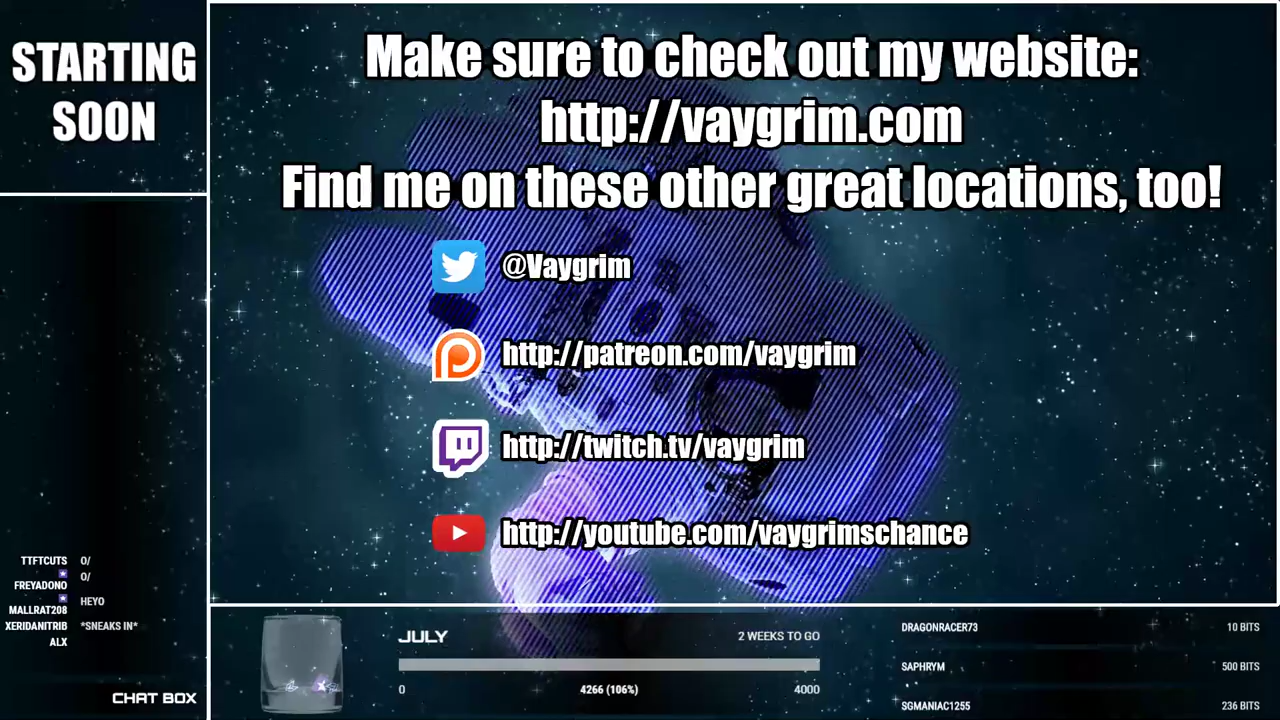 STARTING
SOON
Make sure to check out my website:
http://vaygrim.com
Find me on these other great locations, too!
@Vaygrim
http://patreon.com/vaygrim
http://twitch.tv/vaygrim
http://youtube.com/vaygrimschance
TTFTCUTS O/
FREYADONO O/
MALLRAT208 HEYO
XERIDANITRIB *SNEAKS IN*
ALX
CHAT BOX
JULY 2 WEEKS TO GO
0 4266 (106%) 4000
DRAGONRACER73 10 BITS
SAPHRYM 500 BITS
SGMANIAC1255 236 BITS